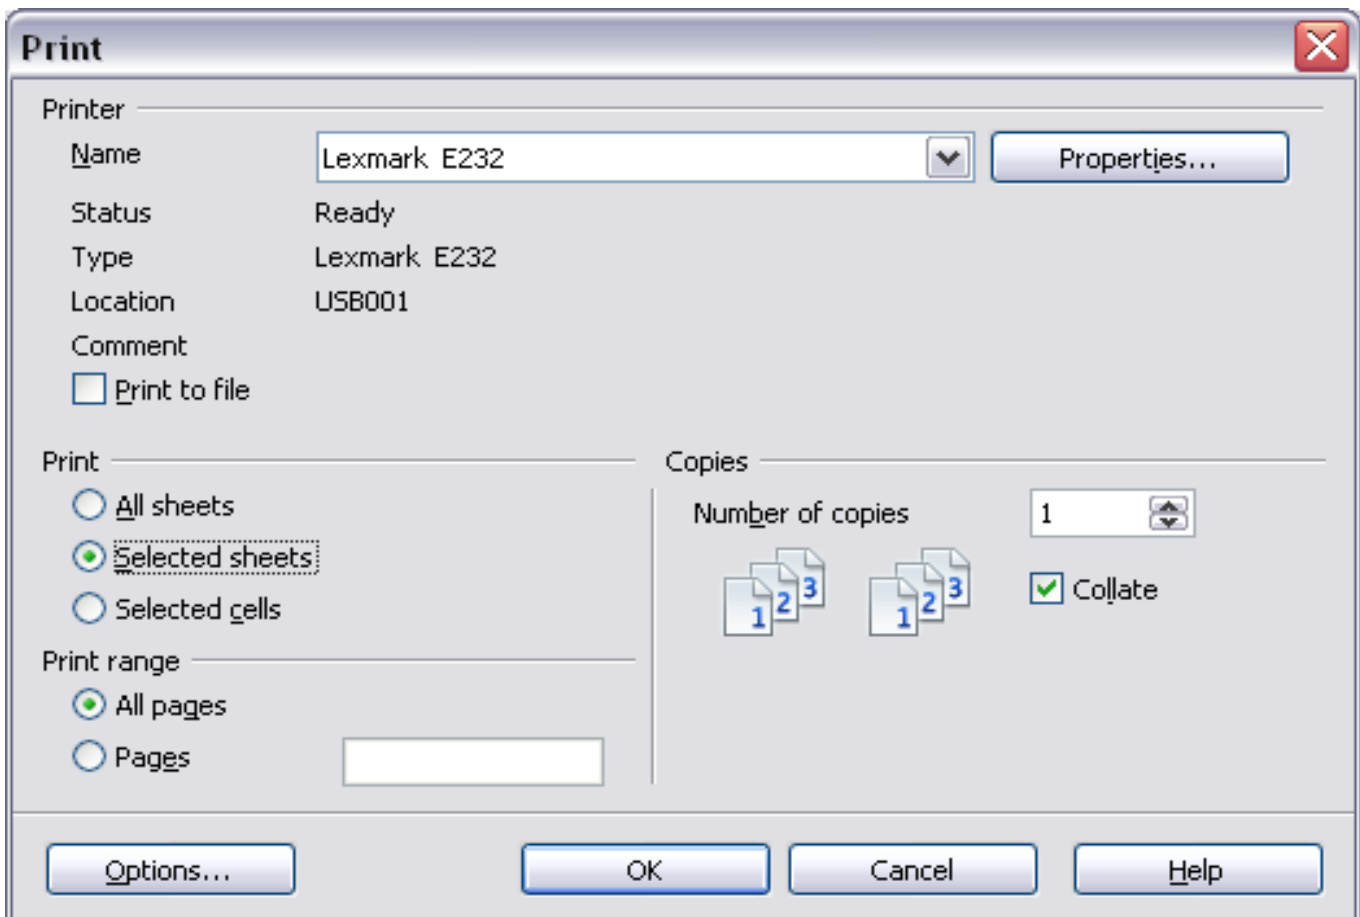 Print
Printer
Name Lexmark E232 Properties...
Status Ready
Type Lexmark E232
Location USB001
Comment
Print to file
Print
All sheets
Selected sheets
Selected cells
Print range
All pages
Pages
Copies
Number of copies 1
1 2 3 1 2 3 Collate
Options... OK Cancel Help